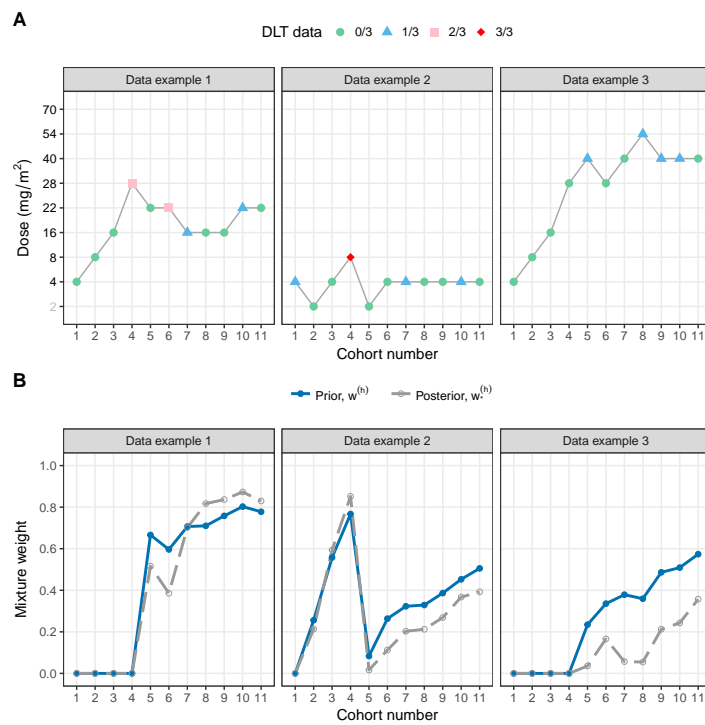 A
DLT data 0/3 1/3 2/3 3/3
Data example 1 Data example 2 Data example 3
Dose (mg/m²)
70
54
40
28
22
16
8
4
2
1 2 3 4 5 6 7 8 9 10 11 1 2 3 4 5 6 7 8 9 10 11 1 2 3 4 5 6 7 8 9 10 11
Cohort number
B
Prior, w⁽ʰ⁾ Posterior, w⁽ʰ⁾
Data example 1 Data example 2 Data example 3
Mixture weight
1.0
0.8
0.6
0.4
0.2
0.0
1 2 3 4 5 6 7 8 9 10 11 1 2 3 4 5 6 7 8 9 10 11 1 2 3 4 5 6 7 8 9 10 11
Cohort number